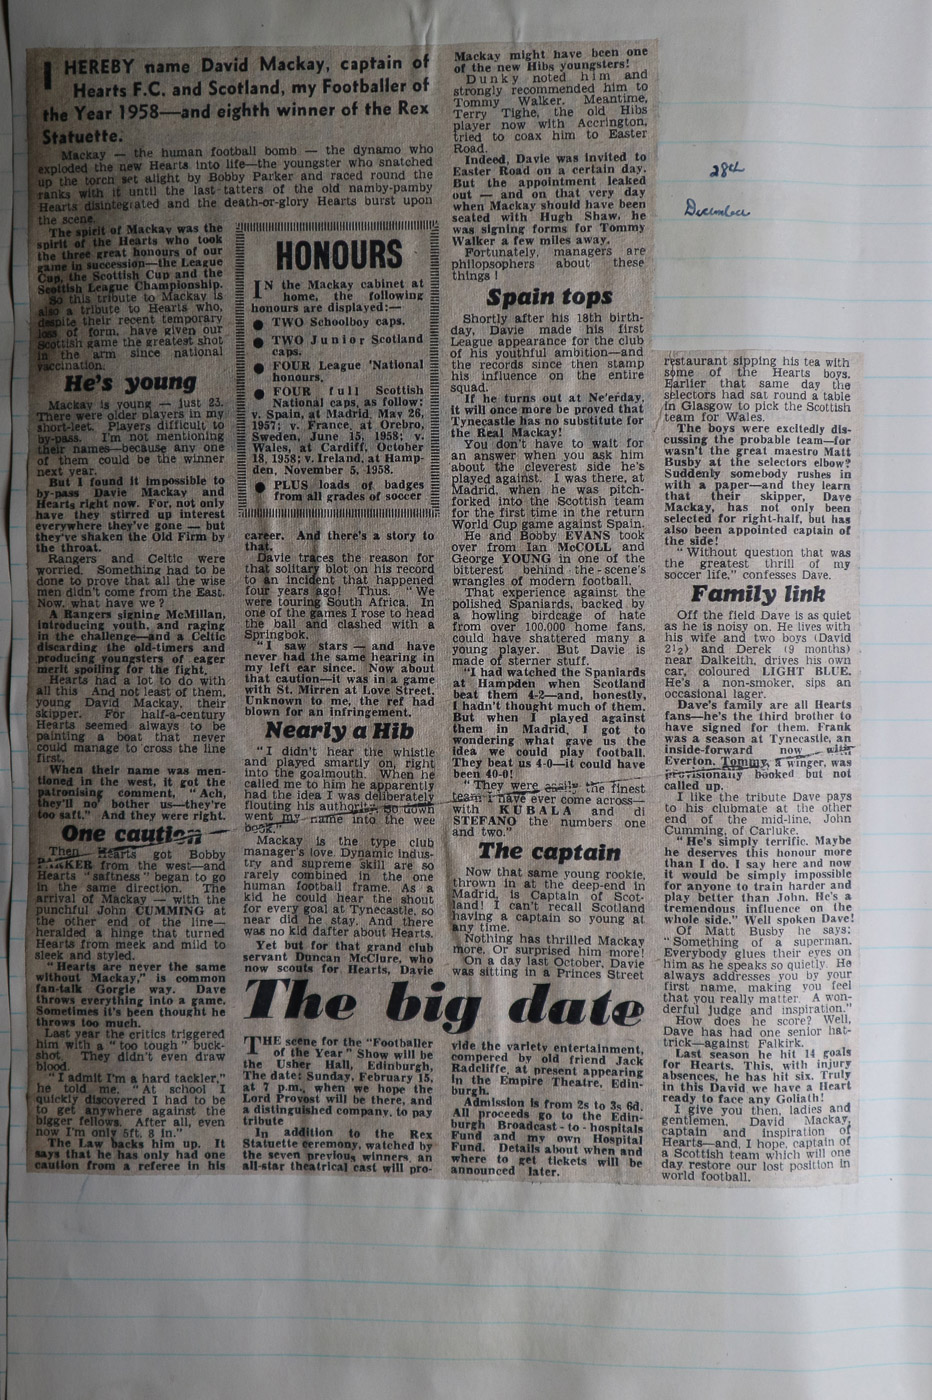 I HEREBY name David Mackay, captain of
Hearts F.C. and Scotland, my Footballer of
the Year 1958—and eighth winner of the Rex
Statuette.
Mackay — the human football bomb — the dynamo who
exploded the new Hearts into life—the youngster who snatched
up the torch set alight by Bobby Parker and raced round the
ranks with it until the last tatters of the old namby-pamby
Hearts disintegrated and the death-or-glory Hearts burst upon
the scene.
The spirit of Mackay was the
spirit of the Hearts who took
the three great honours of our
game in succession—the League
Cup, the Scottish Cup and the
Scottish League Championship.
So this tribute to Mackay is
also a tribute to Hearts who,
despite their recent temporary
loss of form, have given our
Scottish game the greatest shot
in the arm since national
vaccination.
He's young
Mackay is young — just 23.
There were older players in my
short-leet. Players difficult to
by-pass. I'm not mentioning
their names—because any one
of them could be the winner
next year.
But I found it impossible to
by-pass Davie Mackay and
Hearts right now. For, not only
have they stirred up interest
everywhere they've gone — but
they've shaken the Old Firm by
the throat.
Rangers and Celtic were
worried. Something had to be
done to prove that all the wise
men didn't come from the East.
Now, what have we?
A Rangers signing McMillan,
introducing youth, and raging
in the challenge—and a Celtic
discarding the old-timers and
producing youngsters of eager
merit spoiling for the fight.
Hearts had a lot to do with
all this And not least of them,
young David Mackay, their
skipper. For half-a-century
Hearts seemed always to be
painting a boat that never
could manage to cross the line
first.
When their name was men-
tioned in the west, it got the
patronising comment, "Ach,
they'll no' bother us—they're
too saft." And they were right.
One caution
Then Hearts got Bobby
PARKER from the west—and
Hearts "saftness" began to go
in the same direction. The
arrival of Mackay — with the
punchful John CUMMING at
the other end of the line—
heralded a hinge that turned
Hearts from meek and mild to
sleek and styled.
"Hearts are never the same
without Mackay," is common
fan-talk Gorgie way. Dave
throws everything into a game.
Sometimes it's been thought he
throws too much.
Last year the critics triggered
him with a "too tough" buck-
shot. They didn't even draw
blood.
"I admit I'm a hard tackler,"
he told me. "At school I
quickly discovered I had to be
to get anywhere against the
bigger fellows. After all, even
now I'm only 5ft. 8 in."
The Law backs him up. It
says that he has only had one
caution from a referee in his
HONOURS
IN the Mackay cabinet at
home, the following
honours are displayed:—
● TWO Schoolboy caps.
● TWO Junior Scotland
caps.
● FOUR League 'National
honours.
● FOUR full Scottish
National caps, as follow:
v. Spain, at Madrid, May 26,
1957; v. France, at Orebro,
Sweden, June 15, 1958; v.
Wales, at Cardiff, October
18, 1958; v. Ireland, at Hamp-
den, November 5, 1958.
● PLUS loads of badges
from all grades of soccer
career. And there's a story to
that.
Davie traces the reason for
that solitary blot on his record
to an incident that happened
four years ago! Thus. "We
were touring South Africa. In
one of the games I rose to head
the ball and clashed with a
Springbok.
"I saw stars — and have
never had the same hearing in
my left ear since. Now about
that caution—it was in a game
with St. Mirren at Love Street.
Unknown to me, the ref had
blown for an infringement.
Nearly a Hib
"I didn't hear the whistle
and played smartly on, right
into the goalmouth. When he
called me to him he apparently
had the idea I was deliberately
flouting his authority. So down
went my name into the wee
book."
Mackay is the type club
manager's love. Dynamic indus-
try and supreme skill are so
rarely combined in the one
human football frame. As a
kid he could hear the shout
for every goal at Tynecastle, so
near did he stay. And there
was no kid dafter about Hearts.
Yet but for that grand club
servant Duncan McClure, who
now scouts for Hearts, Davie
Mackay might have been one
of the new Hibs youngsters!
Dunky noted him and
strongly recommended him to
Tommy Walker. Meantime,
Terry Tighe, the old Hibs
player now with Accrington,
tried to coax him to Easter
Road.
Indeed, Davie was invited to
Easter Road on a certain day.
But the appointment leaked
out — and on that very day
when Mackay should have been
seated with Hugh Shaw, he
was signing forms for Tommy
Walker a few miles away.
Fortunately, managers are
philopsophers about these
things!
Spain tops
Shortly after his 18th birth-
day, Davie made his first
League appearance for the club
of his youthful ambition—and
the records since then stamp
his influence on the entire
squad.
If he turns out at Ne'erday,
it will once more be proved that
Tynecastle has no substitute for
the Real Mackay!
You don't have to wait for
an answer when you ask him
about the cleverest side he's
played against. I was there, at
Madrid, when he was pitch-
forked into the Scottish team
for the first time in the return
World Cup game against Spain.
He and Bobby EVANS took
over from Ian McCOLL and
George YOUNG in one of the
bitterest behind-the-scene's
wrangles of modern football.
That experience against the
polished Spaniards, backed by
a howling birdcage of hate
from over 100,000 home fans,
could have shattered many a
young player. But Davie is
made of sterner stuff.
"I had watched the Spaniards
at Hampden when Scotland
beat them 4-2—and, honestly,
I hadn't thought much of them.
But when I played against
them in Madrid, I got to
wondering what gave us the
idea we could play football.
They beat us 4-0—it could have
been 40-0!
"They were easily the finest
team I have ever come across—
with KUBALA and di
STEFANO the numbers one
and two."
The captain
Now that same young rookie,
thrown in at the deep-end in
Madrid, is Captain of Scot-
land! I can't recall Scotland
having a captain so young at
any time.
Nothing has thrilled Mackay
more. Or surprised him more!
On a day last October, Davie
was sitting in a Princes Street
restaurant sipping his tea with
some of the Hearts boys.
Earlier that same day the
selectors had sat round a table
in Glasgow to pick the Scottish
team for Wales.
The boys were excitedly dis-
cussing the probable team—for
wasn't the great maestro Matt
Busby at the selectors elbow?
Suddenly somebody rushes in
with a paper—and they learn
that their skipper, Dave
Mackay, has not only been
selected for right-half, but has
also been appointed captain of
the side!
"Without question that was
the greatest thrill of my
soccer life," confesses Dave.
Family link
Off the field Dave is as quiet
as he is noisy on. He lives with
his wife and two boys (David
2½) and Derek (9 months)
near Dalkeith, drives his own
car, coloured LIGHT BLUE.
He's a non-smoker, sips an
occasional lager.
Dave's family are all Hearts
fans—he's the third brother to
have signed for them. Frank
was a season at Tynecastle, an
inside-forward now with
Everton. Tommy, a winger, was
provisionally booked but not
called up.
I like the tribute Dave pays
to his clubmate at the other
end of the mid-line, John
Cumming, of Carluke.
"He's simply terrific. Maybe
he deserves this honour more
than I do. I say here and now
it would be simply impossible
for anyone to train harder and
play better than John. He's a
tremendous influence on the
whole side." Well spoken Dave!
Of Matt Busby he says:
"Something of a superman.
Everybody glues their eyes on
him as he speaks so quietly. He
always addresses you by your
first name, making you feel
that you really matter. A won-
derful judge and inspiration."
How does he score? Well,
Dave has had one senior hat-
trick—against Falkirk.
Last season he hit 14 goals
for Hearts. This, with injury
absences, he has hit six. Truly
in this David we have a Heart
ready to face any Goliath!
I give you then, ladies and
gentlemen, David Mackay,
captain and inspiration of
Hearts—and, I hope, captain of
a Scottish team which will one
day restore our lost position in
world football.
The big date
THE scene for the "Footballer
of the Year" Show will be
the Usher Hall, Edinburgh,
The date: Sunday, February 15,
at 7 p.m., when we hope the
Lord Provost will be there, and
a distinguished company, to pay
tribute
In addition to the Rex
Statuette ceremony, watched by
the seven previous winners, an
all-star theatrical cast will pro-
vide the variety entertainment,
compered by old friend Jack
Radcliffe, at present appearing
in the Empire Theatre, Edin-
burgh.
Admission is from 2s to 3s 6d.
All proceeds go to the Edin-
burgh Broadcast-to-hospitals
Fund and my own Hospital
Fund. Details about when and
where to get tickets will be
announced later.
28th
December